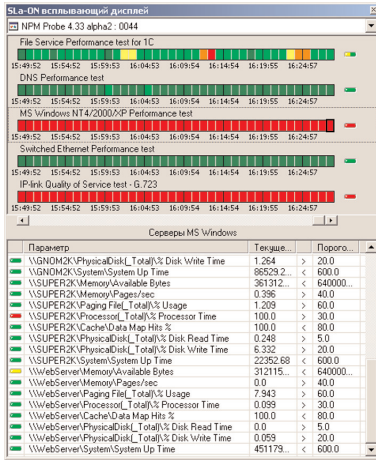 SLa-ON всплывающий дисплей
NPM Probe 4.33 alpha2 : 0044
File Service Performance test for 1C
15:49:52 15:54:52 15:59:53 16:04:53 16:09:54 16:14:54 16:19:55 16:24:57
DNS Performance test
15:49:52 15:54:52 15:59:53 16:04:53 16:09:54 16:14:54 16:19:55 16:24:57
MS Windows NT4/2000/XP Performance test
15:49:52 15:54:52 15:59:53 16:04:53 16:09:54 16:14:54 16:19:55 16:24:57
Switched Ethernet Performance test
15:49:52 15:54:52 15:59:53 16:04:53 16:09:54 16:14:54 16:19:55 16:24:57
IP-link Quality of Service test - G.723
15:49:52 15:54:52 15:59:53 16:04:53 16:09:54 16:14:54 16:19:55 16:24:57
Серверы MS Windows
Параметр Текуще... Порого...
\\GNOM2K\PhysicalDisk(_Total)\% Disk Write Time 1.264 > 20.0
\\GNOM2K\System\System Up Time 86529.2... < 600.0
\\SUPER2K\Memory\Available Bytes 361312... < 640000...
\\SUPER2K\Memory\Pages/sec 0.396 > 40.0
\\SUPER2K\Paging File(_Total)\% Usage 1.209 > 60.0
\\SUPER2K\Processor(_Total)\% Processor Time 100.0 > 30.0
\\SUPER2K\Cache\Data Map Hits % 100.0 < 80.0
\\SUPER2K\PhysicalDisk(_Total)\% Disk Read Time 0.248 > 5.0
\\SUPER2K\PhysicalDisk(_Total)\% Disk Write Time 6.332 > 20.0
\\SUPER2K\System\System Up Time 22352.68 < 600.0
\\WebServer\Memory\Available Bytes 312115... < 640000...
\\WebServer\Memory\Pages/sec 0.0 > 40.0
\\WebServer\Paging File(_Total)\% Usage 7.943 > 60.0
\\WebServer\Processor(_Total)\% Processor Time 0.099 > 30.0
\\WebServer\Cache\Data Map Hits % 100.0 < 80.0
\\WebServer\PhysicalDisk(_Total)\% Disk Read Time 0.0 > 5.0
\\WebServer\PhysicalDisk(_Total)\% Disk Write Time 0.059 > 20.0
\\WebServer\System\System Up Time 451179... < 600.0